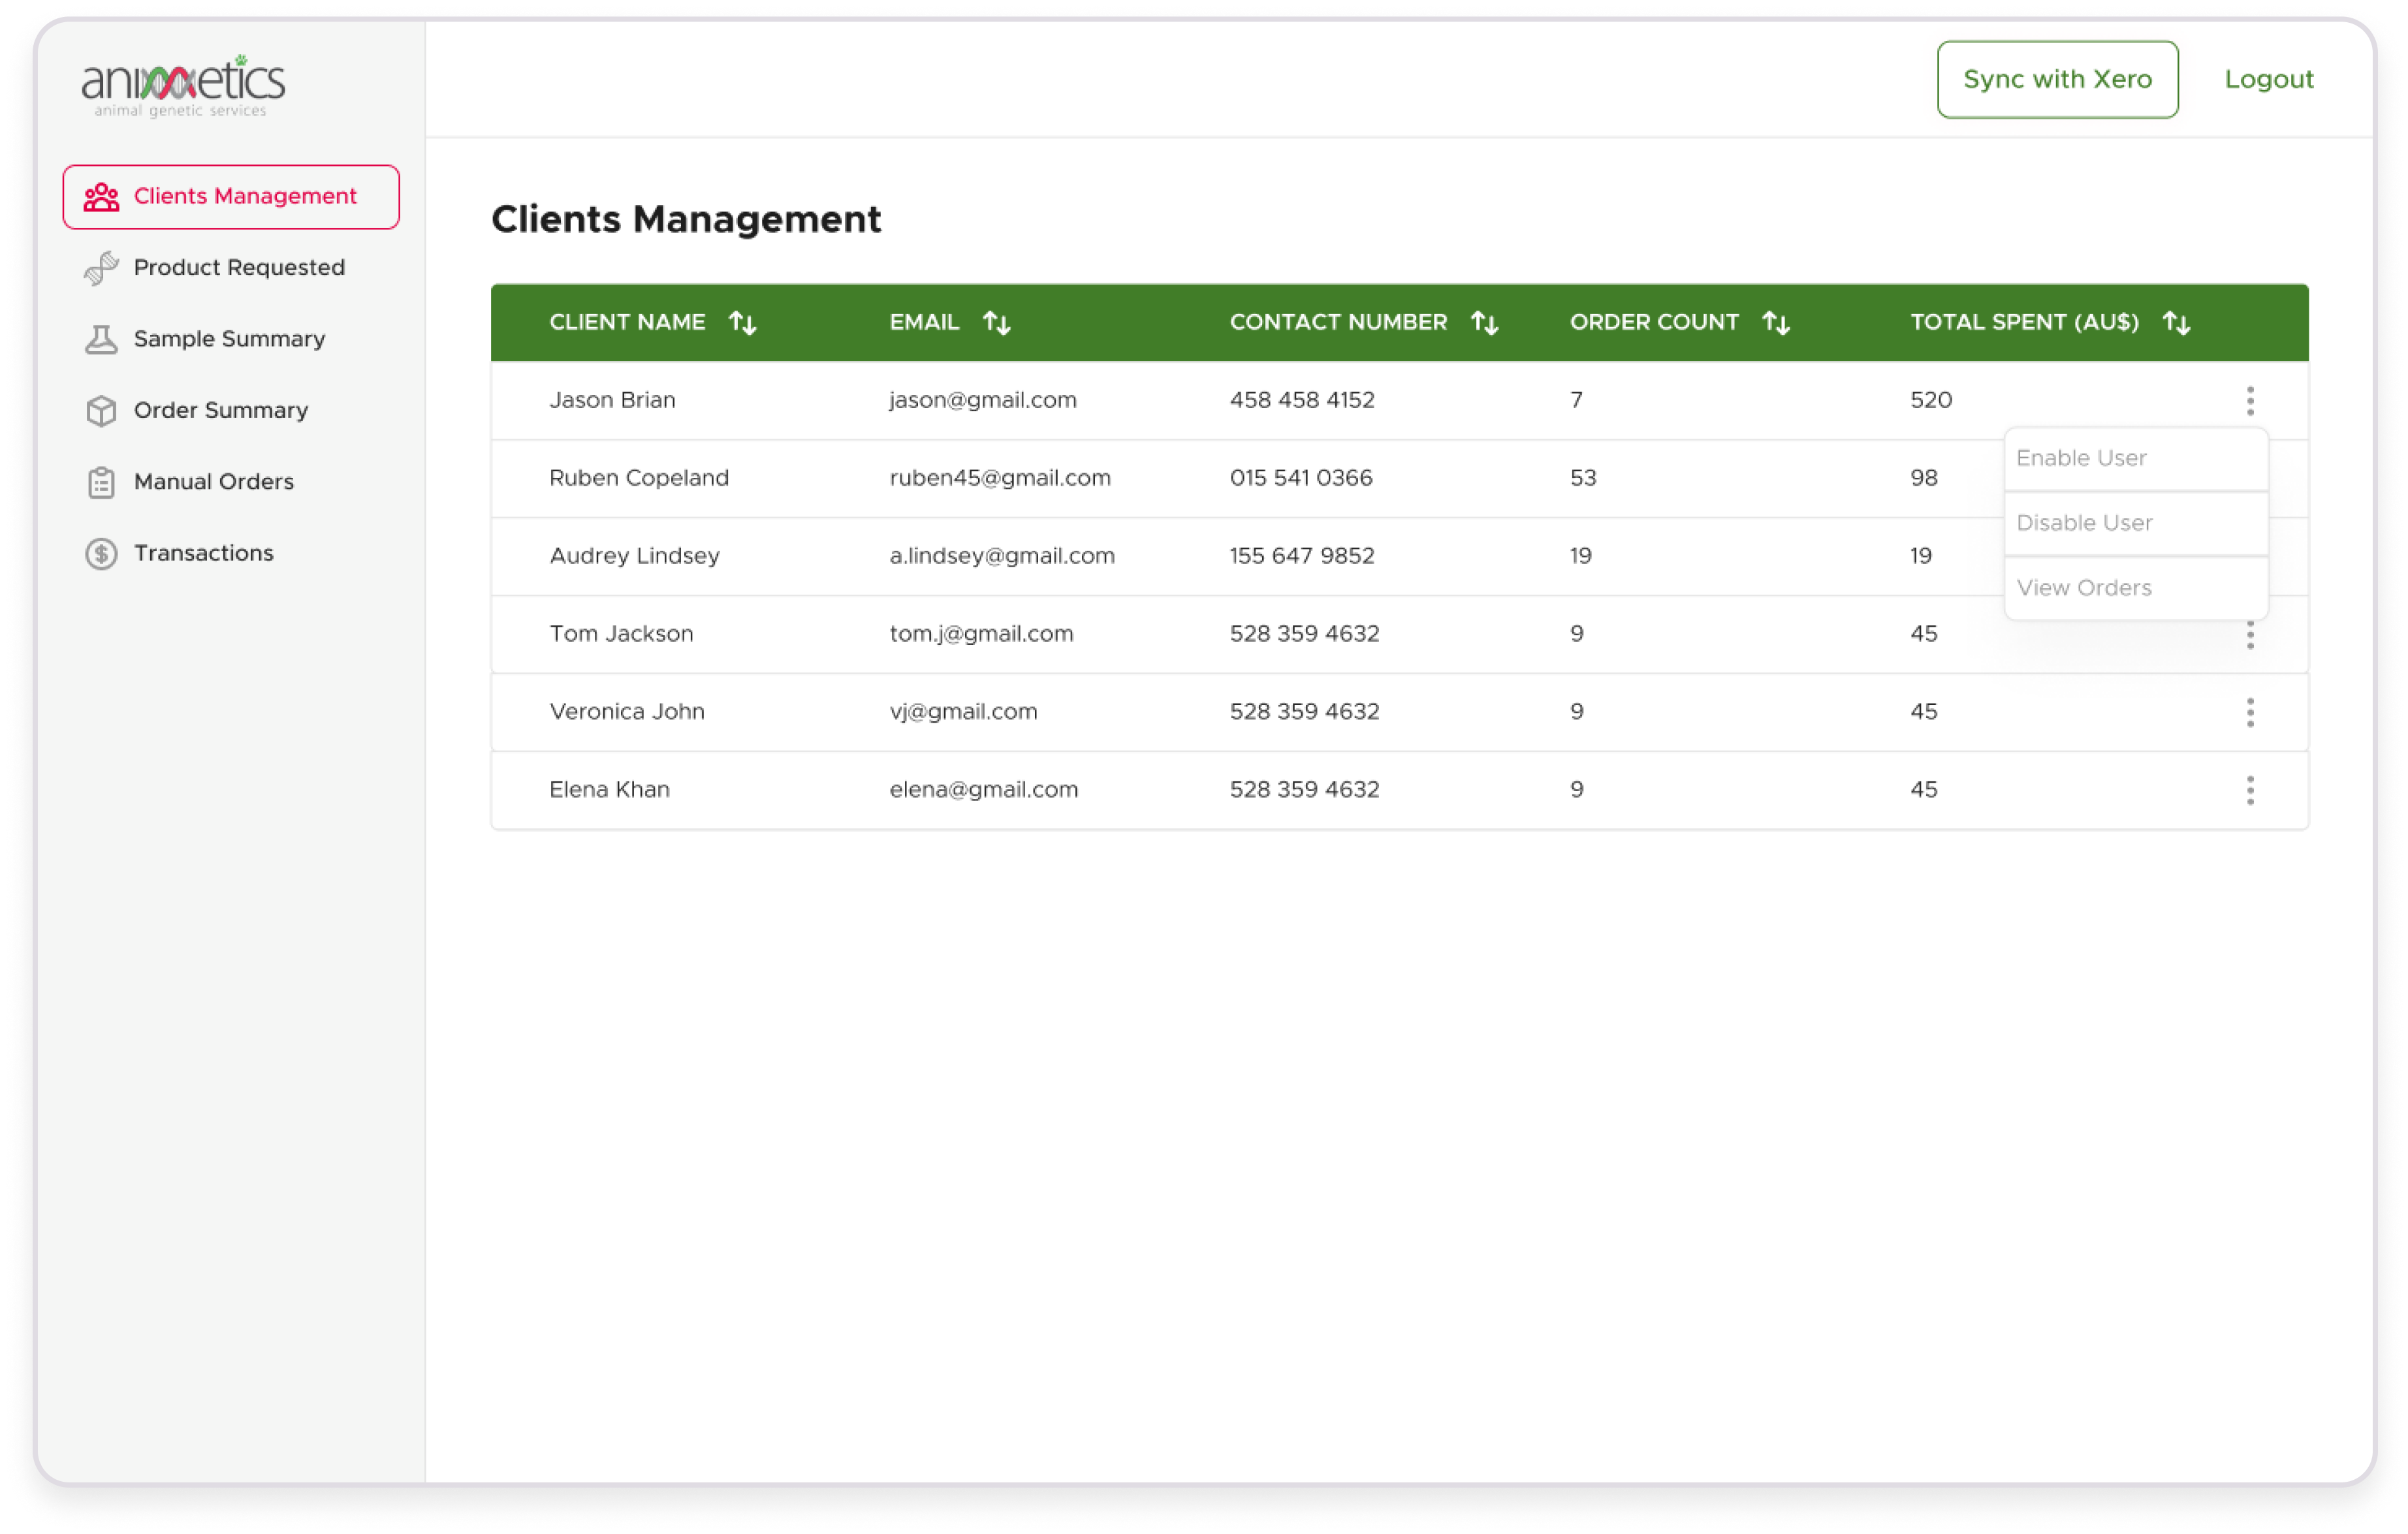 animetics
animal genetic services
Sync with Xero Logout
Clients Management
Product Requested
Sample Summary
Order Summary
Manual Orders
Transactions
Clients Management
CLIENT NAME EMAIL CONTACT NUMBER ORDER COUNT TOTAL SPENT (AU$)
Jason Brian jason@gmail.com 458 458 4152 7 520
Ruben Copeland ruben45@gmail.com 015 541 0366 53 98
Audrey Lindsey a.lindsey@gmail.com 155 647 9852 19 19
Tom Jackson tom.j@gmail.com 528 359 4632 9 45
Veronica John vj@gmail.com 528 359 4632 9 45
Elena Khan elena@gmail.com 528 359 4632 9 45
Enable User
Disable User
View Orders